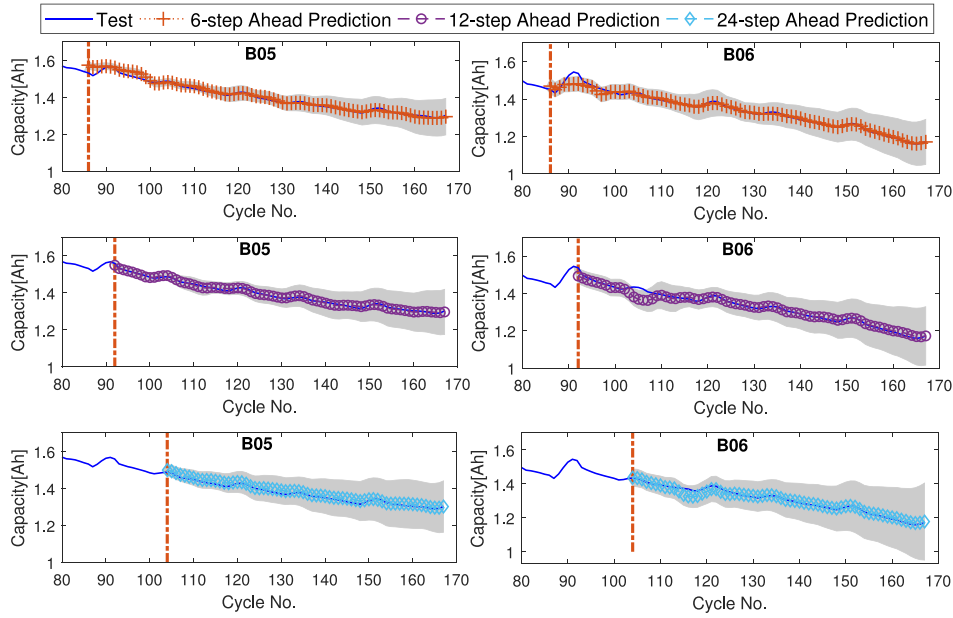 Test 6-step Ahead Prediction 12-step Ahead Prediction 24-step Ahead Prediction
B05
Capacity[Ah]
1.6
1.4
1.2
1
80 90 100 110 120 130 140 150 160 170
Cycle No.
B06
Capacity[Ah]
1.6
1.4
1.2
1
80 90 100 110 120 130 140 150 160 170
Cycle No.
B05
Capacity[Ah]
1.6
1.4
1.2
1
80 90 100 110 120 130 140 150 160 170
Cycle No.
B06
Capacity[Ah]
1.6
1.4
1.2
1
80 90 100 110 120 130 140 150 160 170
Cycle No.
B05
Capacity[Ah]
1.6
1.4
1.2
1
80 90 100 110 120 130 140 150 160 170
Cycle No.
B06
Capacity[Ah]
1.6
1.4
1.2
1
80 90 100 110 120 130 140 150 160 170
Cycle No.